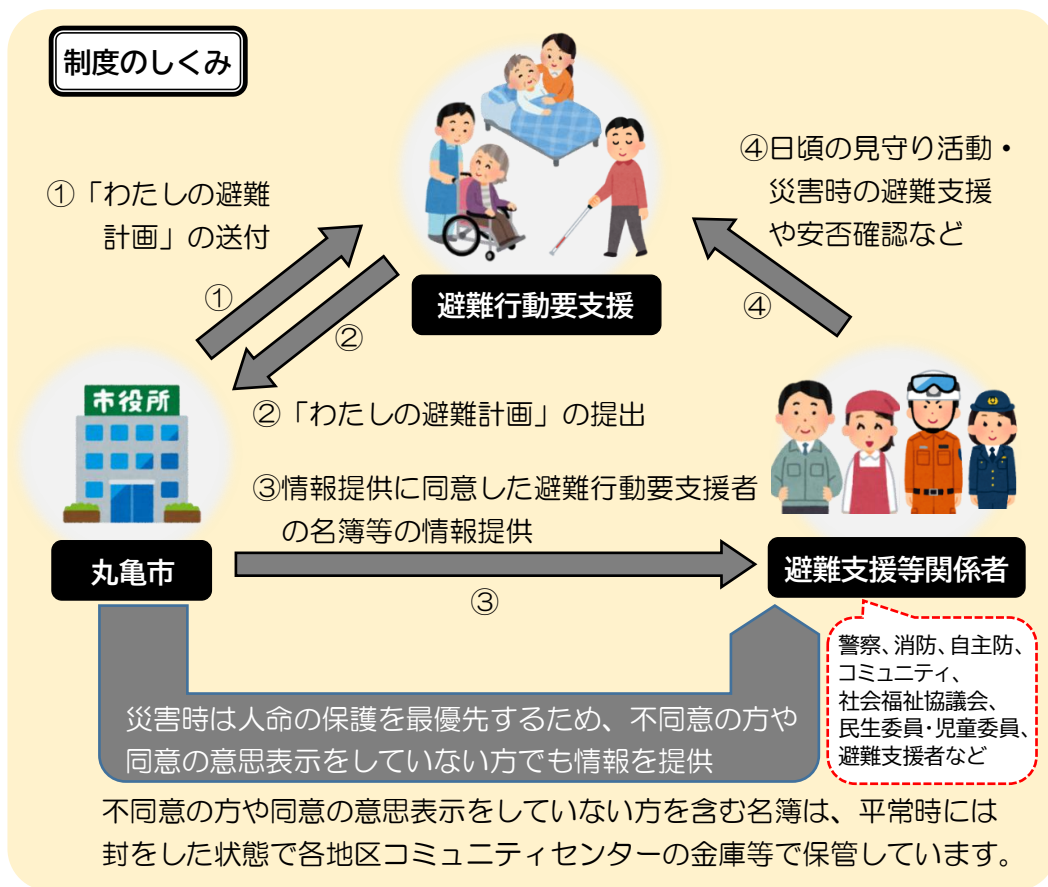 制度のしくみ
①「わたしの避難
計画」の送付
④日頃の見守り活動・
災害時の避難支援
や安否確認など
①
②
④
避難行動要支援
市役所
②「わたしの避難計画」の提出
③情報提供に同意した避難行動要支援者
の名簿等の情報提供
丸亀市
③
避難支援等関係者
警察、消防、自主防、
コミュニティ、
社会福祉協議会、
民生委員・児童委員、
避難支援者など
災害時は人命の保護を最優先するため、不同意の方や
同意の意思表示をしていない方でも情報を提供
不同意の方や同意の意思表示をしていない方を含む名簿は、平常時には
封をした状態で各地区コミュニティセンターの金庫等で保管しています。